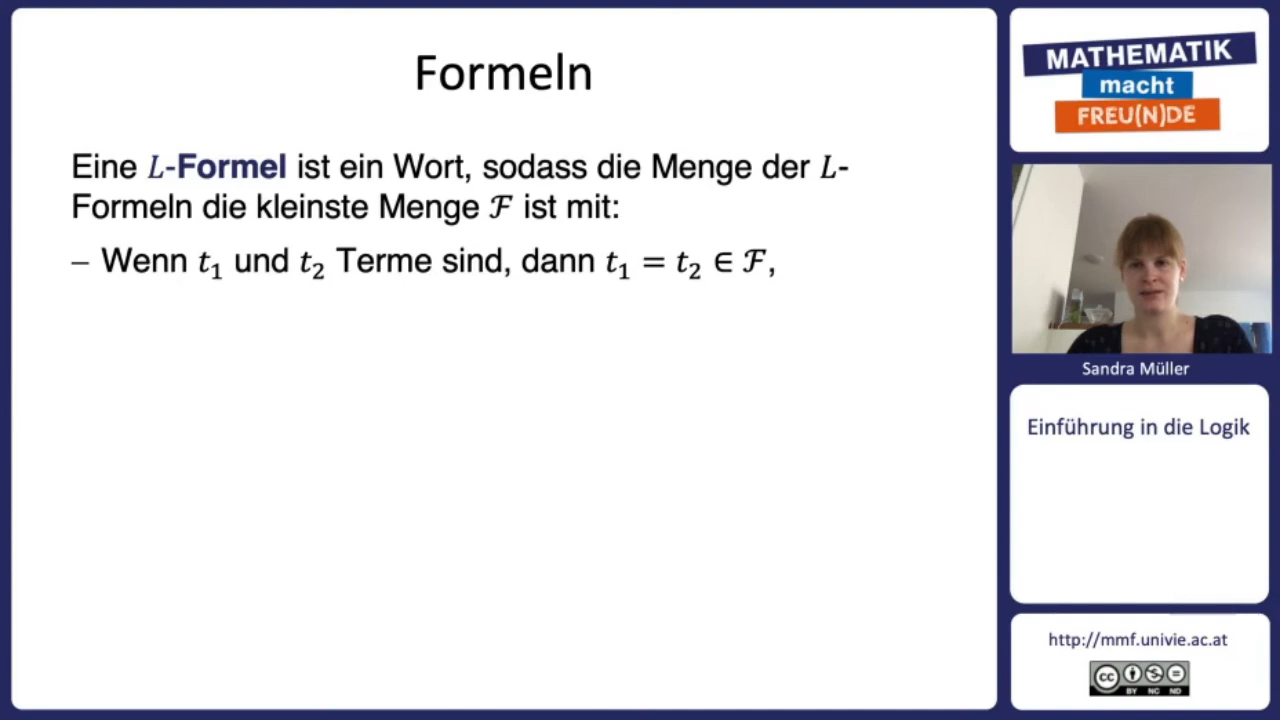 Formeln
Eine L-Formel ist ein Wort, sodass die Menge der L-
Formeln die kleinste Menge ℱ ist mit:
– Wenn t₁ und t₂ Terme sind, dann t₁ = t₂ ∈ ℱ,
MATHEMATIK
macht
FREU(N)DE
Sandra Müller
Einführung in die Logik
http://mmf.univie.ac.at
cc
BY NC ND